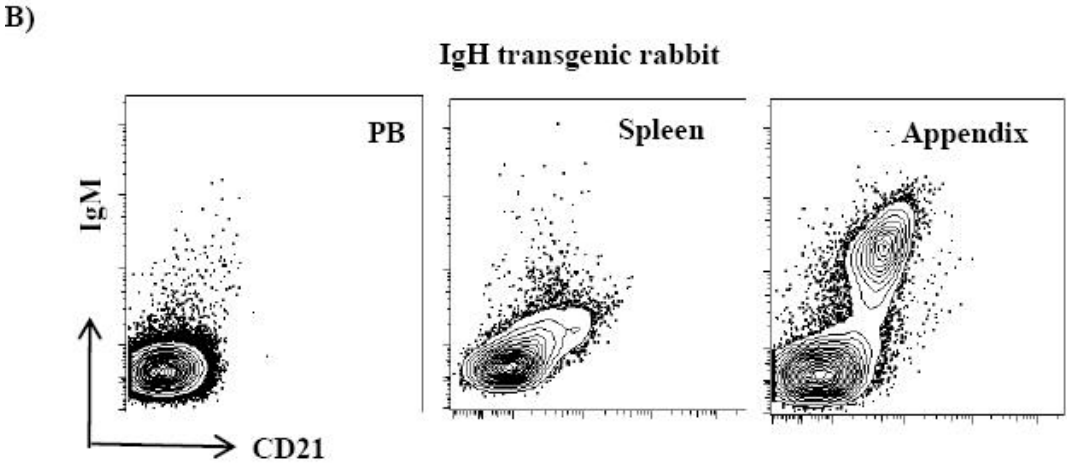 B)
IgH transgenic rabbit
PB
Spleen
Appendix
IgM
CD21